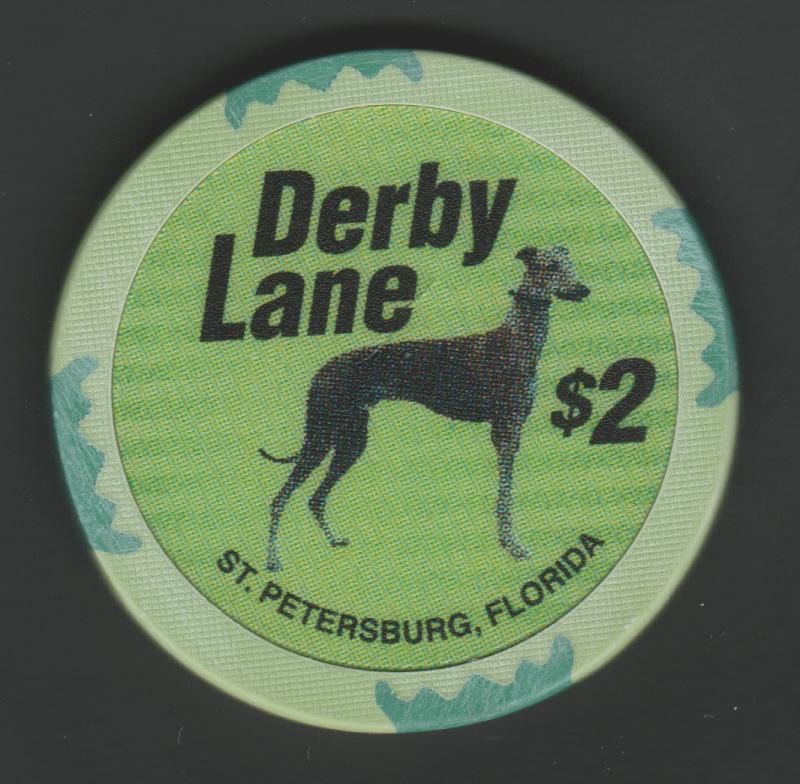 Derby
Lane
$2
ST. PETERSBURG, FLORIDA